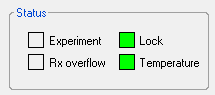 Status
Experiment Lock
Rx overflow Temperature